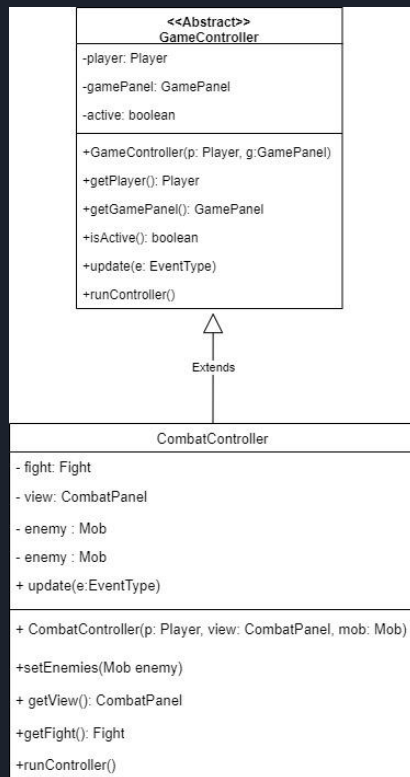 <<Abstract>>
GameController
-player: Player
-gamePanel: GamePanel
-active: boolean
+GameController(p: Player, g:GamePanel)
+getPlayer(): Player
+getGamePanel(): GamePanel
+isActive(): boolean
+update(e: EventType)
+runController()
Extends
CombatController
- fight: Fight
- view: CombatPanel
- enemy : Mob
- enemy : Mob
+ update(e:EventType)
+ CombatController(p: Player, view: CombatPanel, mob: Mob)
+setEnemies(Mob enemy)
+ getView(): CombatPanel
+getFight(): Fight
+runController()